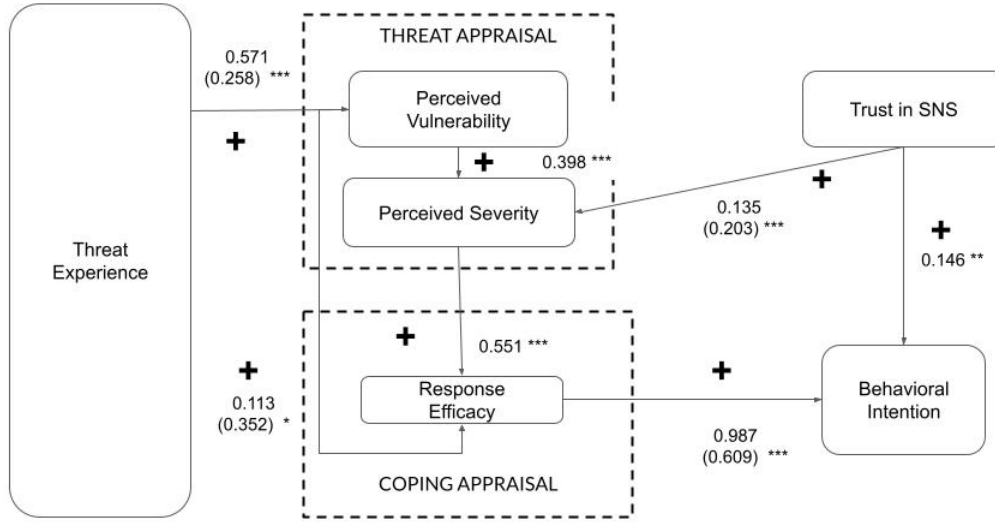 THREAT APPRAISAL
0.571
(0.258) ***
+
Perceived
Vulnerability
Trust in SNS
+
0.398 ***
+
Perceived Severity
0.135
(0.203) ***
Threat
Experience
+
0.146 **
+
0.551 ***
+
0.113
(0.352) *
Response
Efficacy
+
Behavioral
Intention
0.987
(0.609) ***
COPING APPRAISAL